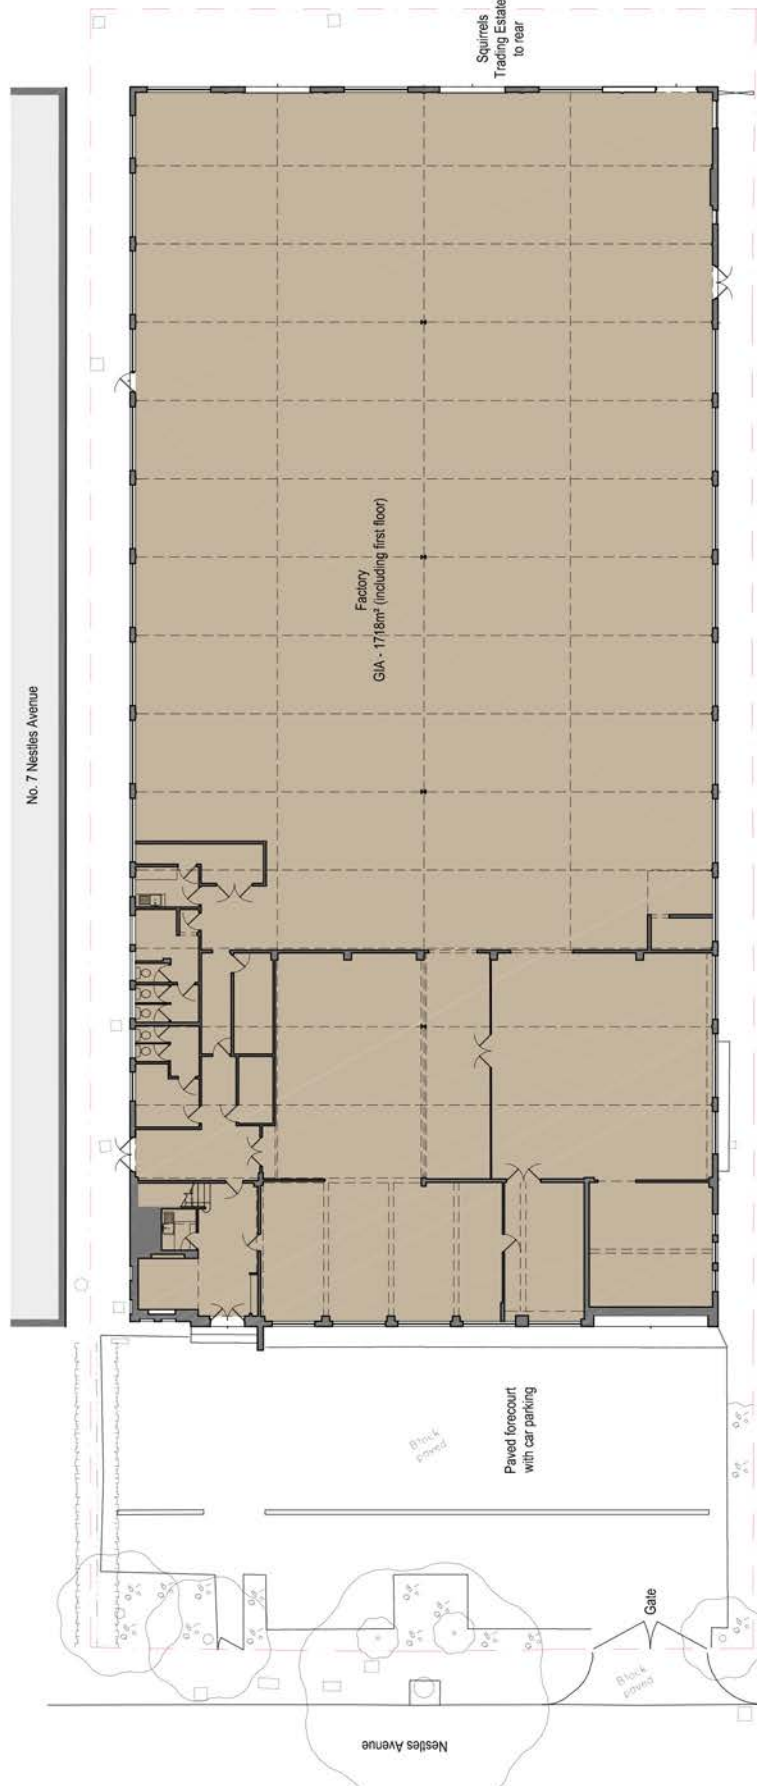 Squirrels
Trading Estate
to rear
No. 7 Nestles Avenue
Factory
GIA - 1718m² (including first floor)
Paved forecourt
with car parking
Block
paved
Gate
Block
paved
Nestles Avenue